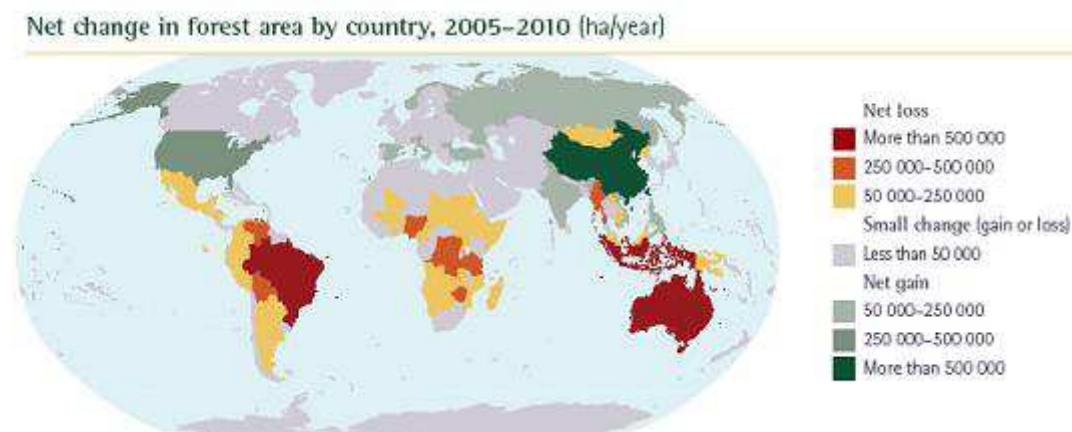 Net change in forest area by country, 2005–2010 (ha/year)
Net loss
More than 500 000
250 000–500 000
50 000–250 000
Small change (gain or loss)
Less than 50 000
Net gain
50 000–250 000
250 000–500 000
More than 500 000